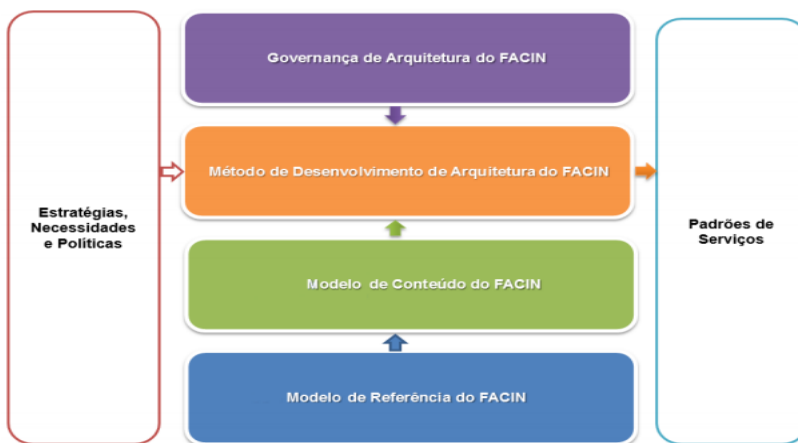 Governança de Arquitetura do FACIN
Método de Desenvolvimento de Arquitetura do FACIN
Estratégias,
Necessidades
e Políticas
Padrões de
Serviços
Modelo de Conteúdo do FACIN
Modelo de Referência do FACIN